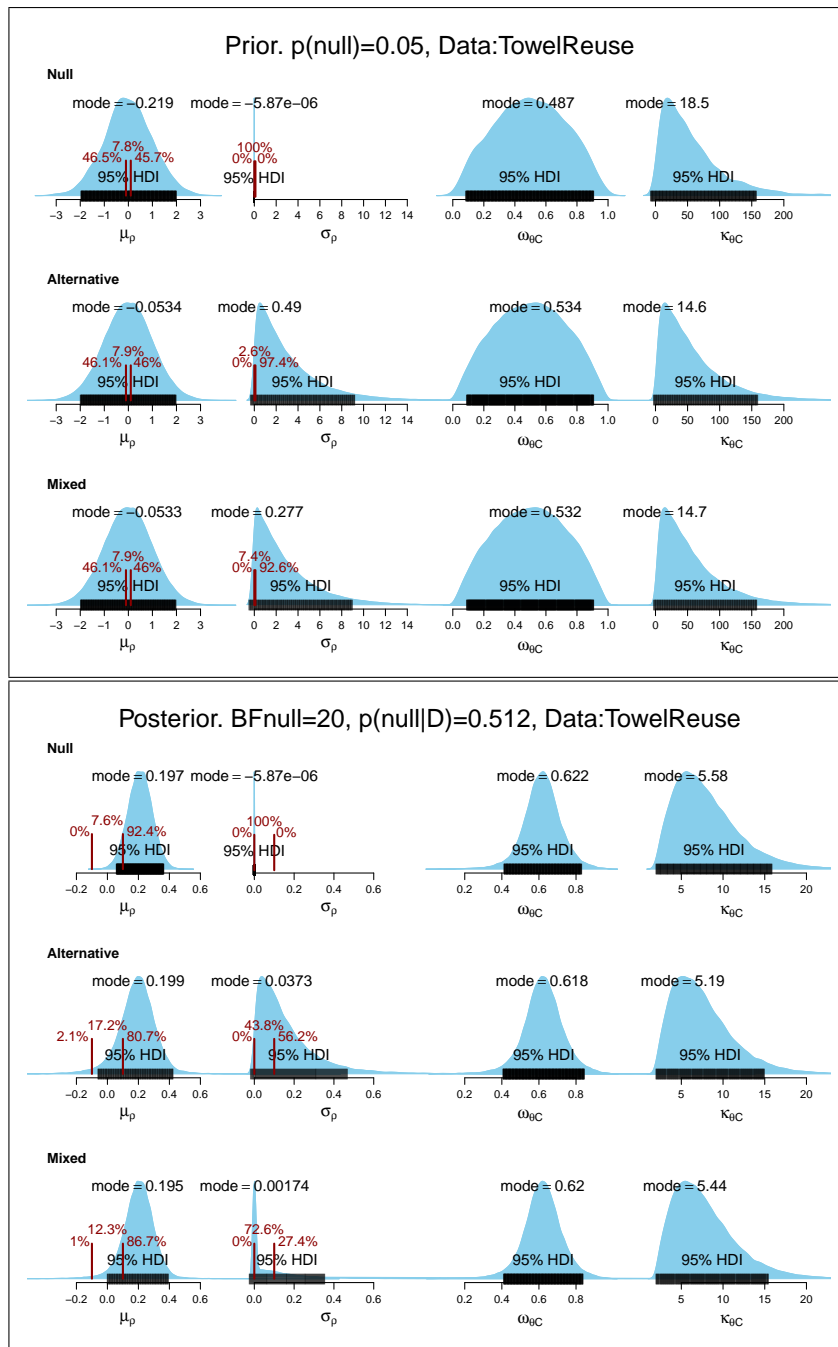 Prior. p(null)=0.05, Data:TowelReuse
Null
mode = −0.219 mode = −5.87e−06 mode = 0.487 mode = 18.5
7.8% 100%
46.5% 45.7% 0% 0%
95% HDI 95% HDI 95% HDI 95% HDI
−3 −2 −1 0 1 2 3 0 2 4 6 8 10 12 14 0.0 0.2 0.4 0.6 0.8 1.0 0 50 100 200
μρ σρ ωθC κθC
Alternative
mode = −0.0534 mode = 0.49 mode = 0.534 mode = 14.6
7.9% 2.6%
46.1% 46% 0% 97.4%
95% HDI 95% HDI 95% HDI 95% HDI
−3 −2 −1 0 1 2 3 0 2 4 6 8 10 12 14 0.0 0.2 0.4 0.6 0.8 1.0 0 50 100 200
μρ σρ ωθC κθC
Mixed
mode = −0.0533 mode = 0.277 mode = 0.532 mode = 14.7
7.9% 7.4%
46.1% 46% 0% 92.6%
95% HDI 95% HDI 95% HDI 95% HDI
−3 −2 −1 0 1 2 3 0 2 4 6 8 10 12 14 0.0 0.2 0.4 0.6 0.8 1.0 0 50 100 200
μρ σρ ωθC κθC
Posterior. BFnull=20, p(null|D)=0.512, Data:TowelReuse
Null
mode = 0.197 mode = −5.87e−06 mode = 0.622 mode = 5.58
7.6% 100%
0% 92.4% 0% 0%
95% HDI 95% HDI 95% HDI 95% HDI
−0.2 0.0 0.2 0.4 0.6 0.0 0.2 0.4 0.6 0.2 0.4 0.6 0.8 5 10 15 20
μρ σρ ωθC κθC
Alternative
mode = 0.199 mode = 0.0373 mode = 0.618 mode = 5.19
17.2% 43.8%
2.1% 80.7% 0% 56.2%
95% HDI 95% HDI 95% HDI 95% HDI
−0.2 0.0 0.2 0.4 0.6 0.0 0.2 0.4 0.6 0.2 0.4 0.6 0.8 5 10 15 20
μρ σρ ωθC κθC
Mixed
mode = 0.195 mode = 0.00174 mode = 0.62 mode = 5.44
12.3% 72.6%
1% 86.7% 0% 27.4%
95% HDI 95% HDI 95% HDI 95% HDI
−0.2 0.0 0.2 0.4 0.6 0.0 0.2 0.4 0.6 0.2 0.4 0.6 0.8 5 10 15 20
μρ σρ ωθC κθC